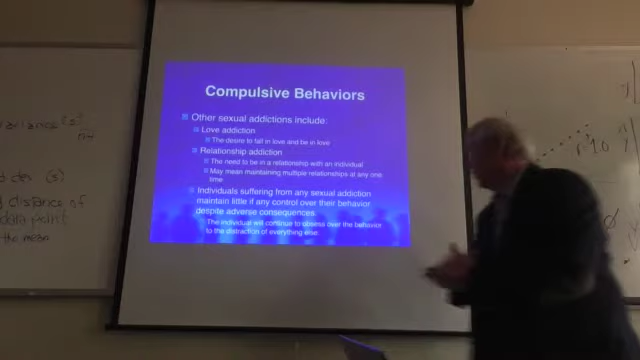 Compulsive Behaviors
Other sexual addictions include:
Love addiction
The desire to fall in love and be in love
Relationship addiction
The need to be in a relationship with an individual
May mean maintaining multiple relationships at any one
time
Individuals suffering from any sexual addiction
maintain little if any control over their behavior
despite adverse consequences.
The individual will continue to obsess over the behavior
to the distraction of everything else.
(s)
distance of
data point
the mean